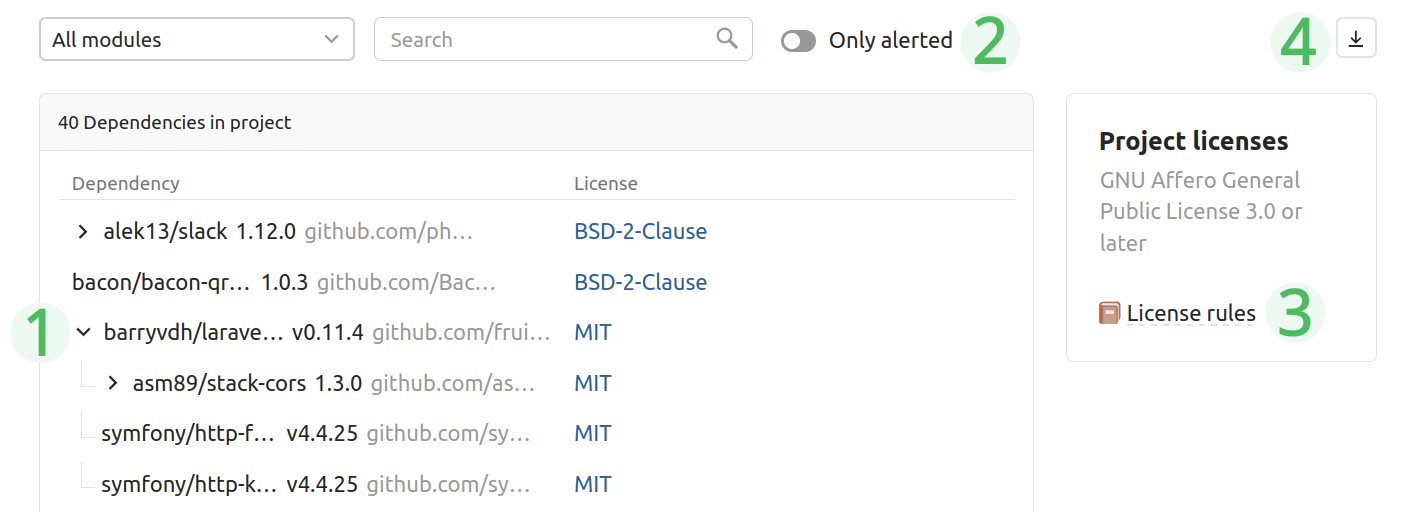 All modules
Search
Only alerted
2
4
40 Dependencies in project
Dependency License
alek13/slack 1.12.0 github.com/ph... BSD-2-Clause
bacon/bacon-qr... 1.0.3 github.com/Bac... BSD-2-Clause
1
barryvdh/larave... v0.11.4 github.com/frui... MIT
asm89/stack-cors 1.3.0 github.com/as... MIT
symfony/http-f... v4.4.25 github.com/sy... MIT
symfony/http-k... v4.4.25 github.com/sy... MIT
Project licenses
GNU Affero General
Public License 3.0 or
later
License rules
3